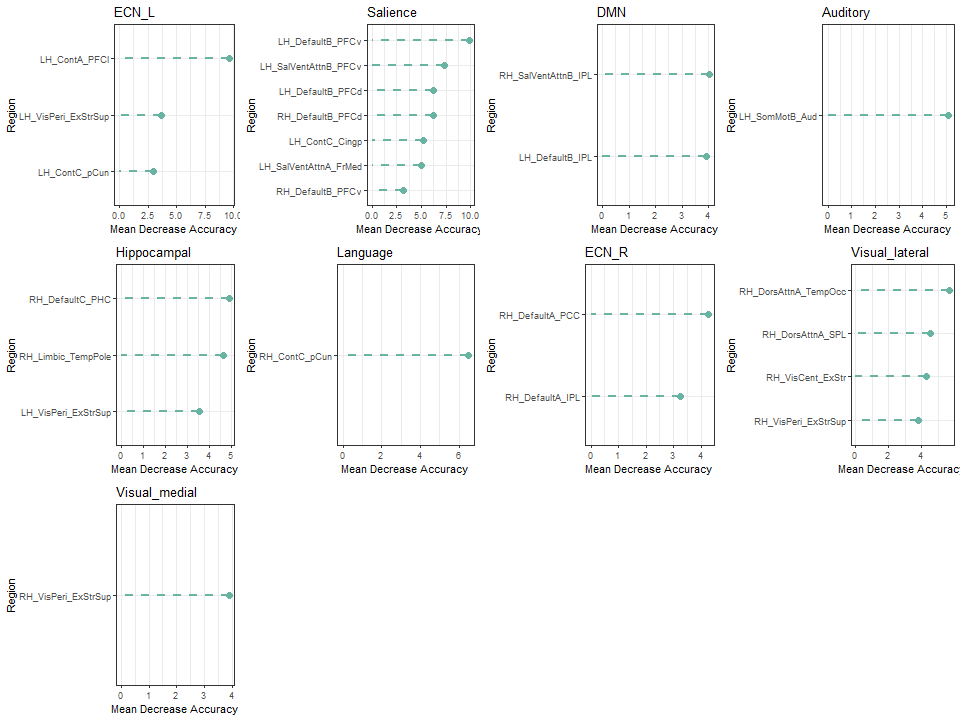 ECN_L
Region
LH_ContA_PFCl
LH_VisPeri_ExStrSup
LH_ContC_pCun
0.0 2.5 5.0 7.5 10.0
Mean Decrease Accuracy
Salience
Region
LH_DefaultB_PFCv
LH_SalVentAttnB_PFCv
LH_DefaultB_PFCd
RH_DefaultB_PFCd
LH_ContC_Cingp
LH_SalVentAttnA_FrMed
RH_DefaultB_PFCv
0.0 2.5 5.0 7.5 10.0
Mean Decrease Accuracy
DMN
Region
RH_SalVentAttnB_IPL
LH_DefaultB_IPL
0 1 2 3 4
Mean Decrease Accuracy
Auditory
Region
LH_SomMotB_Aud
0 1 2 3 4 5
Mean Decrease Accuracy
Hippocampal
Region
RH_DefaultC_PHC
RH_Limbic_TempPole
LH_VisPeri_ExStrSup
0 1 2 3 4 5
Mean Decrease Accuracy
Language
Region
RH_ContC_pCun
0 2 4 6
Mean Decrease Accuracy
ECN_R
Region
RH_DefaultA_PCC
RH_DefaultA_IPL
0 1 2 3 4
Mean Decrease Accuracy
Visual_lateral
Region
RH_DorsAttnA_TempOcc
RH_DorsAttnA_SPL
RH_VisCent_ExStr
RH_VisPeri_ExStrSup
0 2 4
Mean Decrease Accuracy
Visual_medial
Region
RH_VisPeri_ExStrSup
0 1 2 3 4
Mean Decrease Accuracy